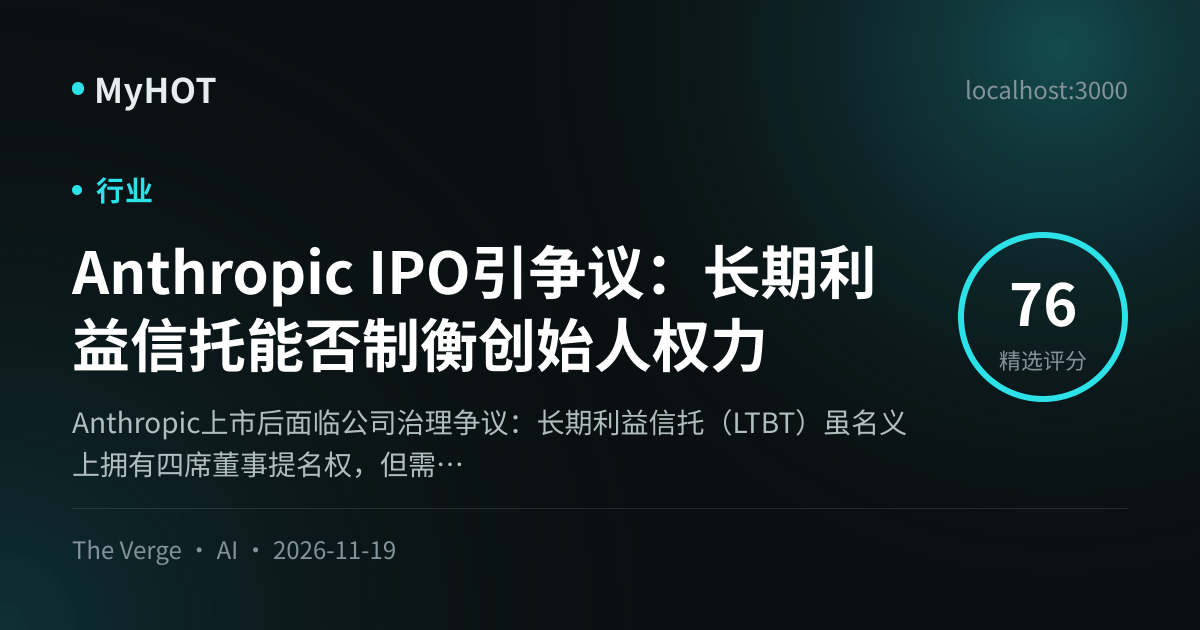 MyHOT
localhost:3000
行业
Anthropic IPO引争议：长期利
益信托能否制衡创始人权力
76
精选评分
Anthropic上市后面临公司治理争议：长期利益信托（LTBT）虽名义
上拥有四席董事提名权，但需…
The Verge · AI · 2026-11-19